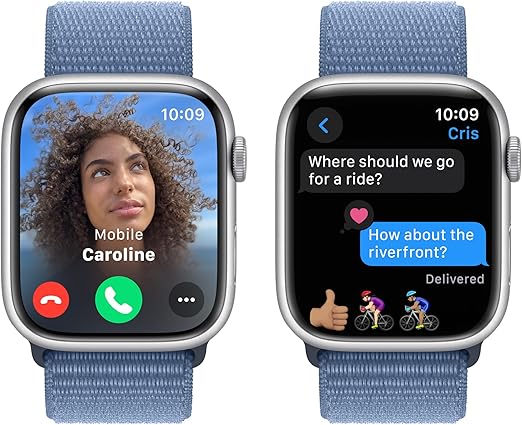 10:09
Mobile
Caroline
10:09
Cris
Where should we go
for a ride?
How about the
riverfront?
Delivered